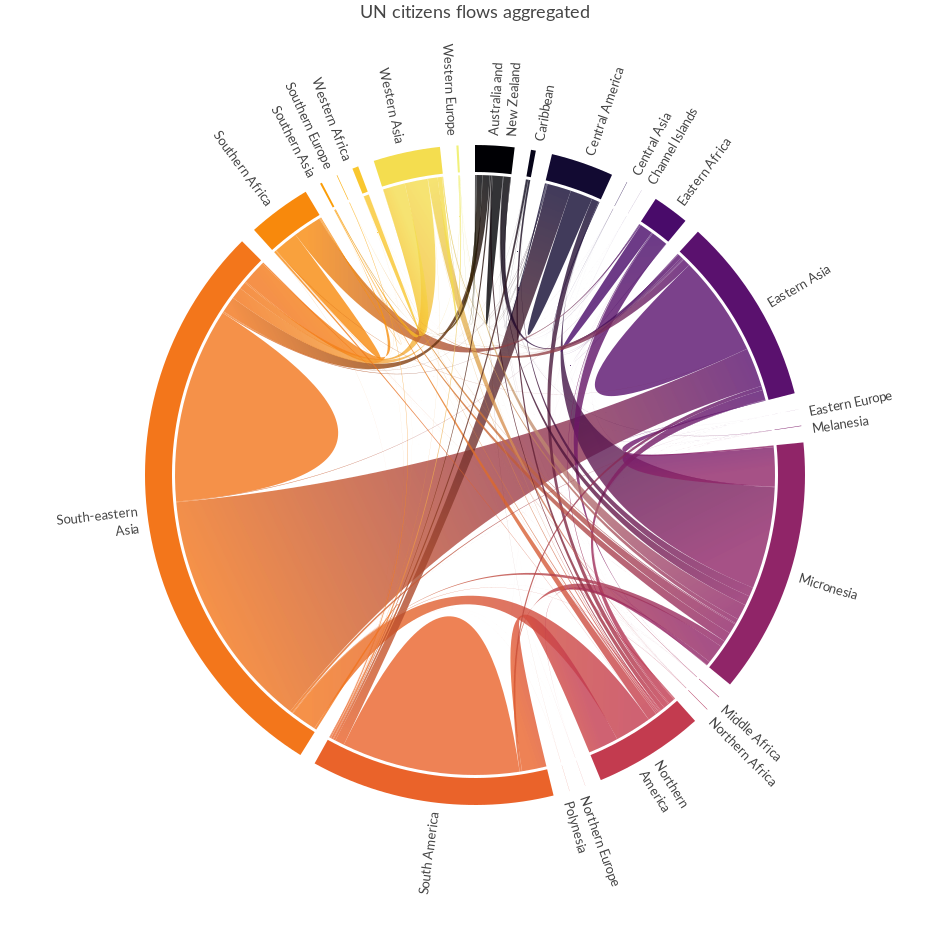 UN citizens flows aggregated
Australia and
New Zealand
Caribbean
Central America
Central Asia
Channel Islands
Eastern Africa
Eastern Asia
Eastern Europe
Melanesia
Micronesia
Middle Africa
Northern Africa
Northern
America
Northern Europe
Polynesia
South America
South-eastern
Asia
Southern Africa
Southern Asia
Southern Europe
Western Africa
Western Asia
Western Europe